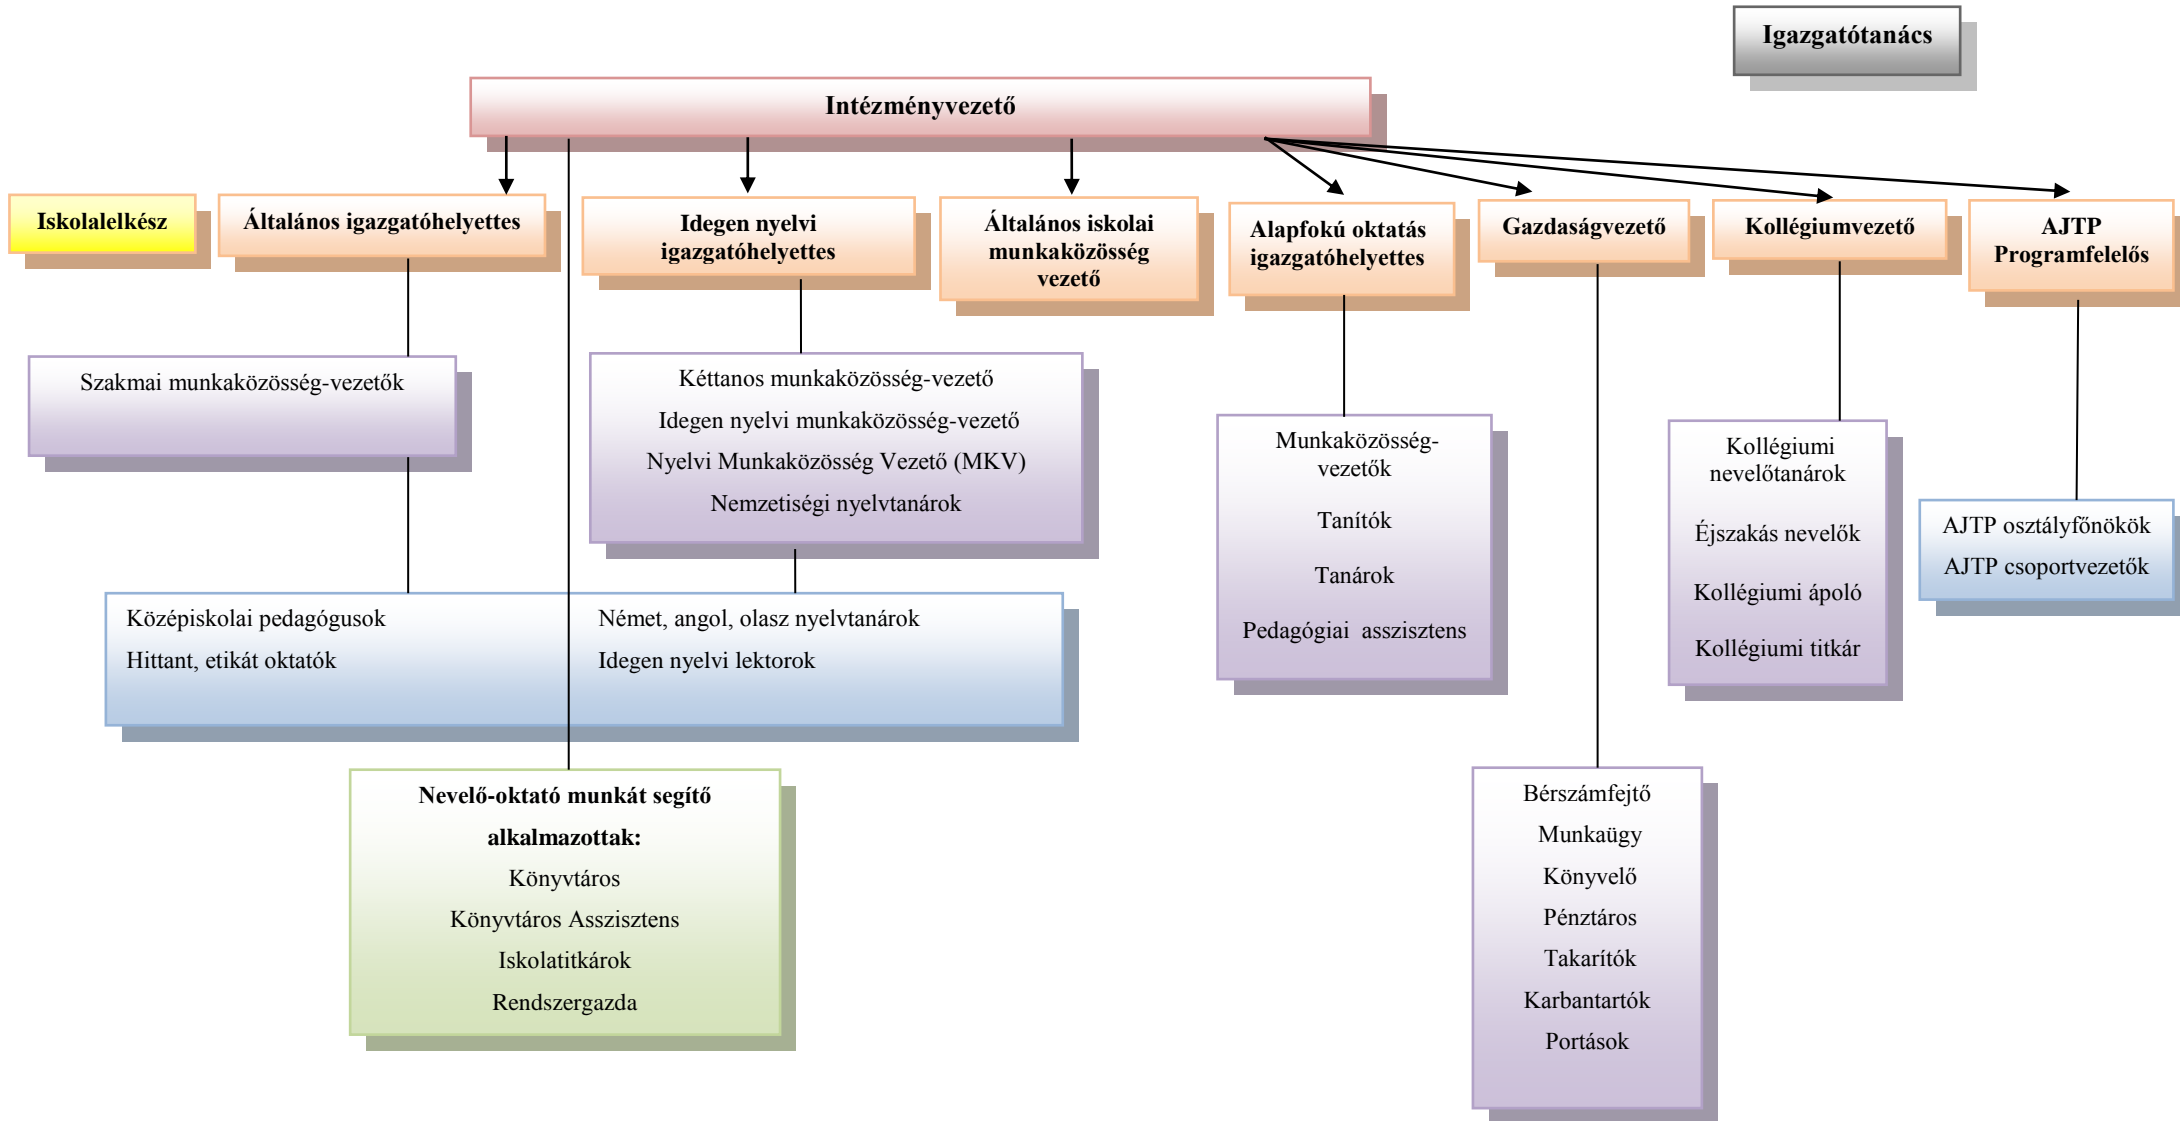 Igazgatótanács
Intézményvezető
Iskolalelkész
Általános igazgatóhelyettes
Idegen nyelvi
igazgatóhelyettes
Általános iskolai
munkaközösség
vezető
Alapfokú oktatás
igazgatóhelyettes
Gazdaságvezető
Kollégiumvezető
AJTP
Programfelelős
Szakmai munkaközösség-vezetők
Kéttanos munkaközösség-vezető
Idegen nyelvi munkaközösség-vezető
Nyelvi Munkaközösség Vezető (MKV)
Nemzetiségi nyelvtanárok
Munkaközösség-
vezetők
Tanítók
Tanárok
Pedagógiai  asszisztens
Kollégiumi
nevelőtanárok
Éjszakás nevelők
Kollégiumi ápoló
Kollégiumi titkár
AJTP osztályfőnökök
AJTP csoportvezetők
Középiskolai pedagógusok
Hittant, etikát oktatók
Német, angol, olasz nyelvtanárok
Idegen nyelvi lektorok
Nevelő-oktató munkát segítő
alkalmazottak:
Könyvtáros
Könyvtáros Asszisztens
Iskolatitkárok
Rendszergazda
Bérszámfejtő
Munkaügy
Könyvelő
Pénztáros
Takarítók
Karbantartók
Portások